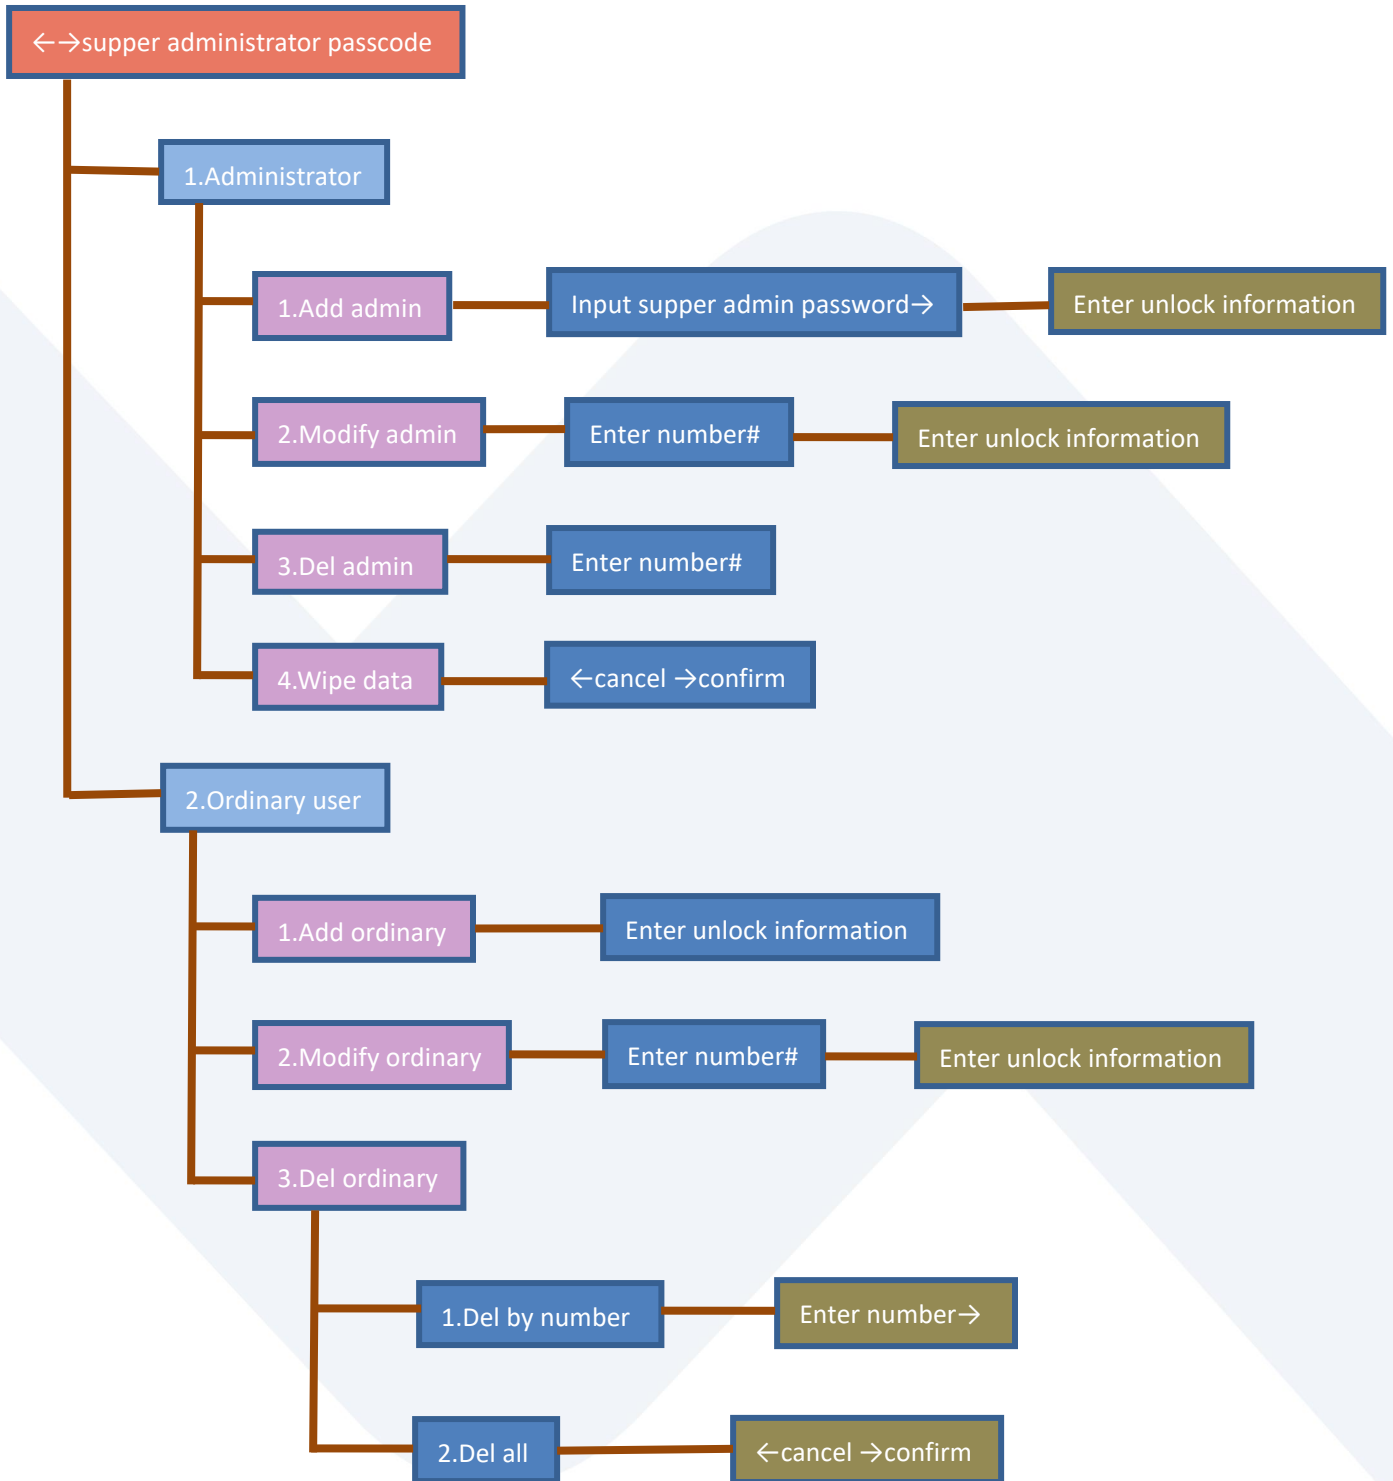 ←→supper administrator passcode
1.Administrator
1.Add admin
Input supper admin password→
Enter unlock information
2.Modify admin
Enter number#
Enter unlock information
3.Del admin
Enter number#
4.Wipe data
←cancel →confirm
2.Ordinary user
1.Add ordinary
Enter unlock information
2.Modify ordinary
Enter number#
Enter unlock information
3.Del ordinary
1.Del by number
Enter number→
2.Del all
←cancel →confirm